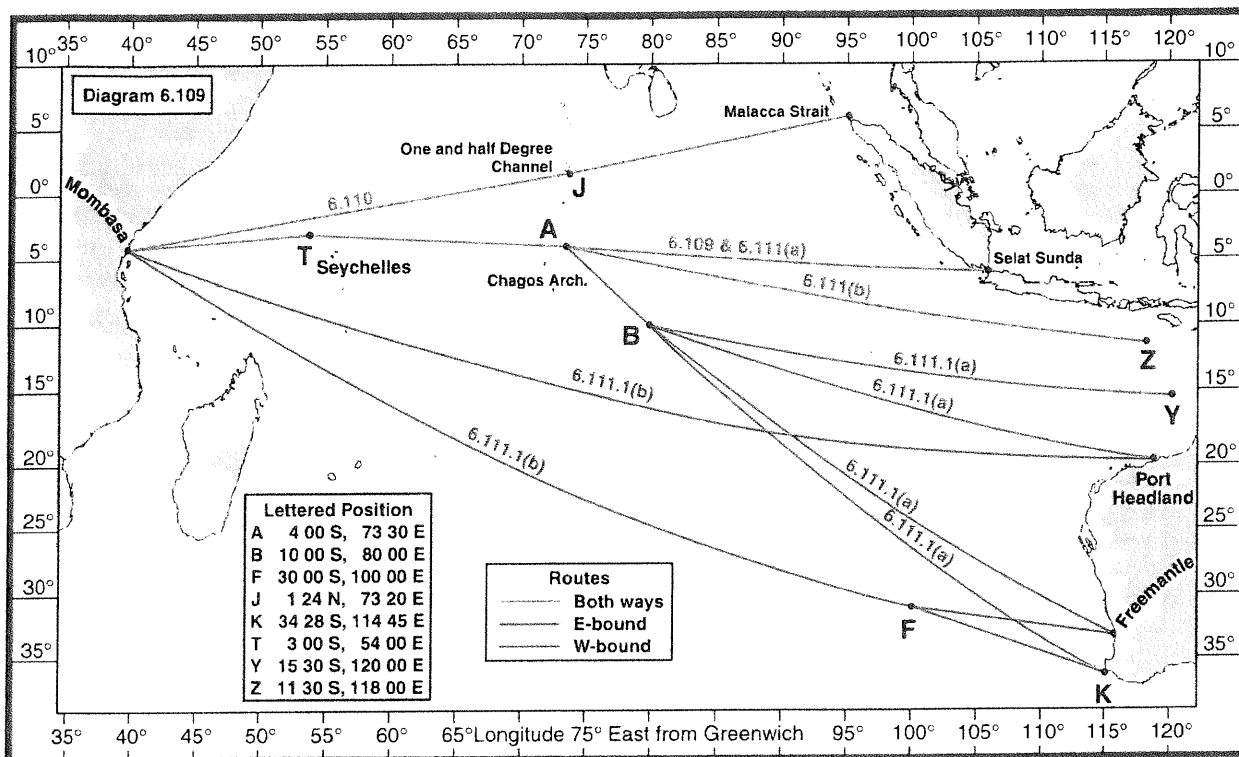 35° 40° 45° 50° 55° 60° 65° 70° 75° 80° 85° 90° 95° 100° 105° 110° 115° 120°
10° 10°
Diagram 6.109
Malacca Strait
5° 5°
One and half Degree
Channel
J
Mombasa
6.110
0° 0°
A
T
Seychelles
6.109 & 6.111(a)
Selat Sunda
5° 5°
Chagos Arch.
6.111(b)
B
Z
10° 10°
6.111.1(a)
6.111.1(a)
Y
15° 15°
6.111.1(b)
20° 20°
Port
Headland
6.111.1(b)
6.111.1(a)
6.111.1(a)
25° 25°
Lettered Position
A 4 00 S, 73 30 E
B 10 00 S, 80 00 E
F 30 00 S, 100 00 E
J 1 24 N, 73 20 E
K 34 28 S, 114 45 E
T 3 00 S, 54 00 E
Y 15 30 S, 120 00 E
Z 11 30 S, 118 00 E
Routes
Both ways
E-bound
W-bound
30° 30°
Freemantle
F
35° 35°
K
35° 40° 45° 50° 55° 60° 65° Longitude 75° East from Greenwich 95° 100° 105° 110° 115° 120°